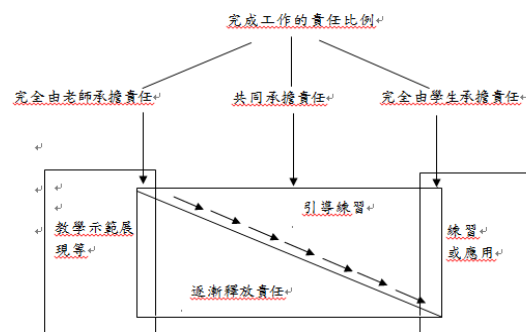 完成工作的責任比例
完全由老師承擔責任
共同承擔責任
完全由學生承擔責任
引導練習
教學示範展
現等
練習
或應用
逐漸釋放責任